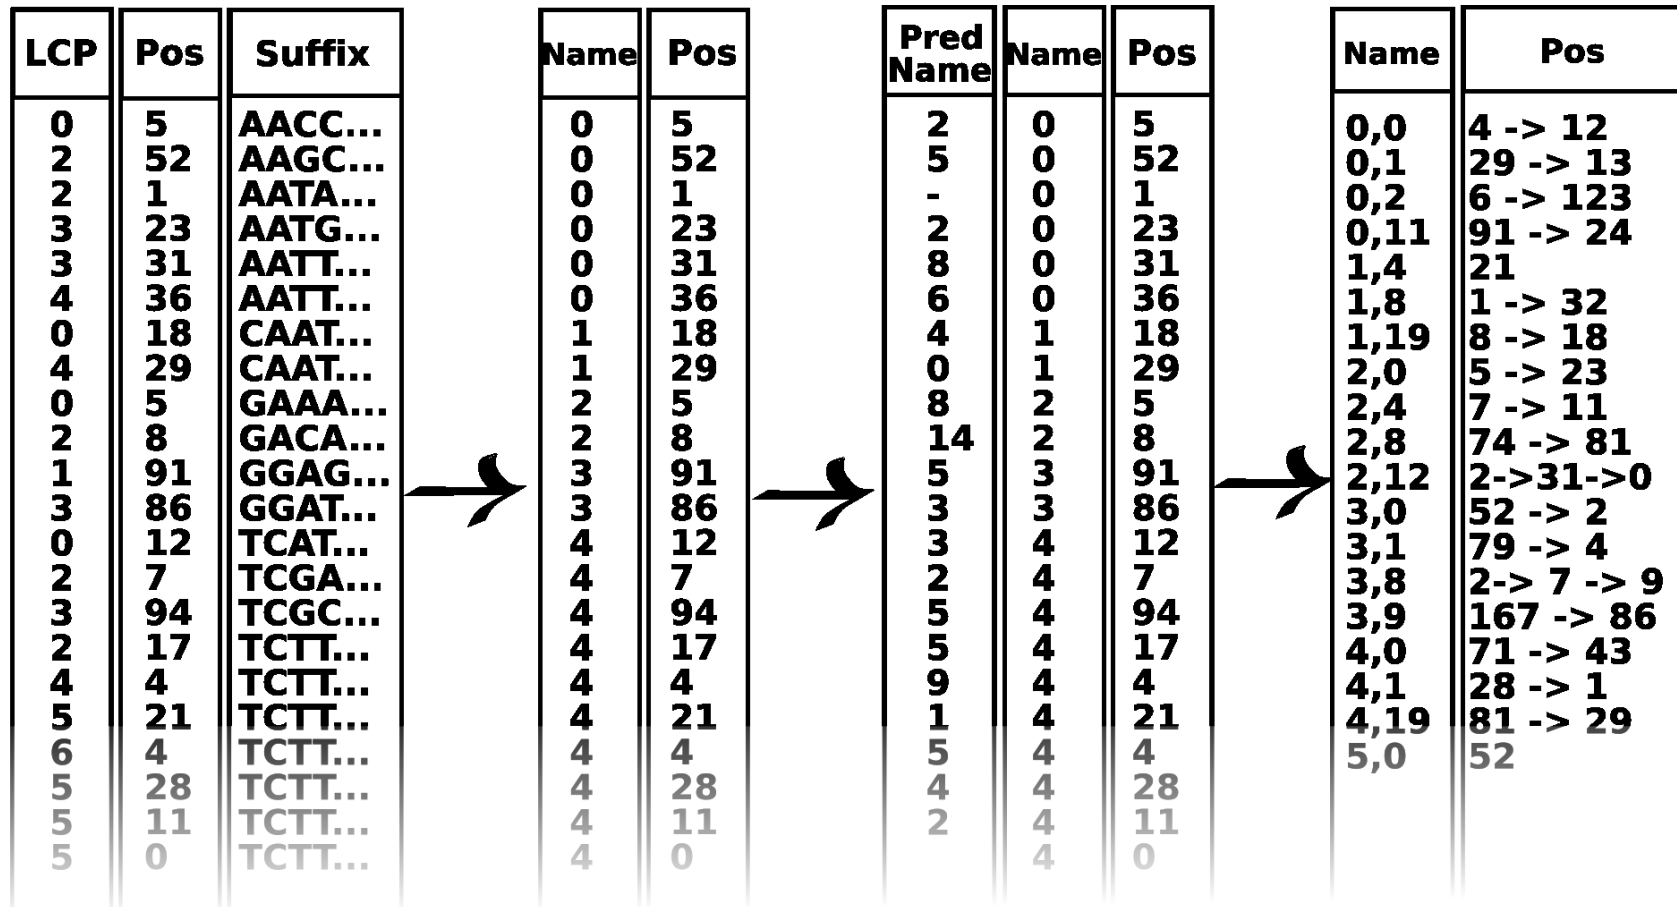 LCP Pos Suffix Name Pos Pred Name Name Pos Name Pos
0 5 AACC... 0 5 2 0 5 0,0 4 -> 12
2 52 AAGC... 0 52 5 0 52 0,1 29 -> 13
2 1 AATA... 0 1 - 0 1 0,2 6 -> 123
3 23 AATG... 0 23 2 0 23 0,11 91 -> 24
3 31 AATT... 0 31 8 0 31 1,4 21
4 36 AATT... 0 36 6 0 36 1,8 1 -> 32
0 18 CAAT... 1 18 4 1 18 1,19 8 -> 18
4 29 CAAT... 1 29 0 1 29 2,0 5 -> 23
0 5 GAAA... 2 5 8 2 5 2,4 7 -> 11
2 8 GACA... 2 8 14 2 8 2,8 74 -> 81
1 91 GGAG... 3 91 5 3 91 2,12 2->31->0
3 86 GGAT... 3 86 3 3 86 3,0 52 -> 2
0 12 TCAT... 4 12 3 4 12 3,1 79 -> 4
2 7 TCGA... 4 7 2 4 7 3,8 2-> 7 -> 9
3 94 TCGC... 4 94 5 4 94 3,9 167 -> 86
2 17 TCTT... 4 17 5 4 17 4,0 71 -> 43
4 4 TCTT... 4 4 9 4 4 4,1 28 -> 1
5 21 TCTT... 4 21 1 4 21 4,19 81 -> 29
6 4 TCTT... 4 4 5 4 4 5,0 52
5 28 TCTT... 4 28 4 4 28
5 11 TCTT... 4 11 2 4 11
5 0 TCTT... 4 0 4 0